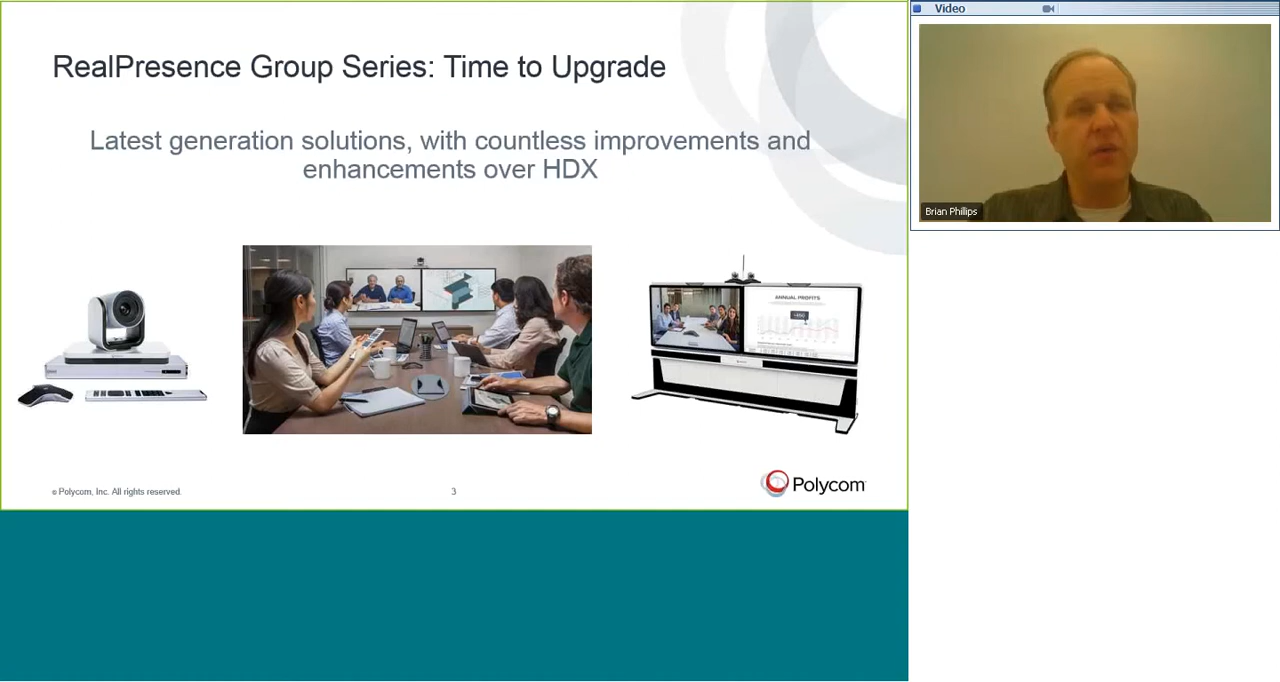 RealPresence Group Series: Time to Upgrade
Latest generation solutions, with countless improvements and
enhancements over HDX
ANNUAL PROFITS
© Polycom, Inc. All rights reserved.
3
Polycom
Video
Brian Phillips